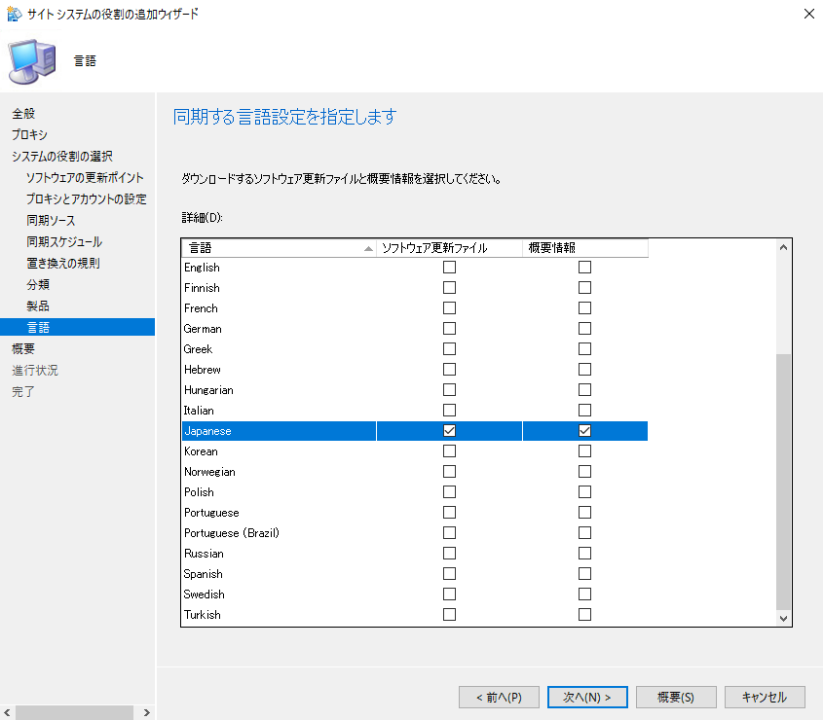 サイト システムの役割の追加ウィザード
言語
全般
プロキシ
システムの役割の選択
ソフトウェアの更新ポイント
プロキシとアカウントの設定
同期ソース
同期スケジュール
置き換えの規則
分類
製品
言語
概要
進行状況
完了
同期する言語設定を指定します
ダウンロードするソフトウェア更新ファイルと概要情報を選択してください。
詳細(D):
言語 ソフトウェア更新ファイル 概要情報
English
Finnish
French
German
Greek
Hebrew
Hungarian
Italian
Japanese
Korean
Norwegian
Polish
Portuguese
Portuguese (Brazil)
Russian
Spanish
Swedish
Turkish
< 前へ(P) 次へ(N) > 概要(S) キャンセル